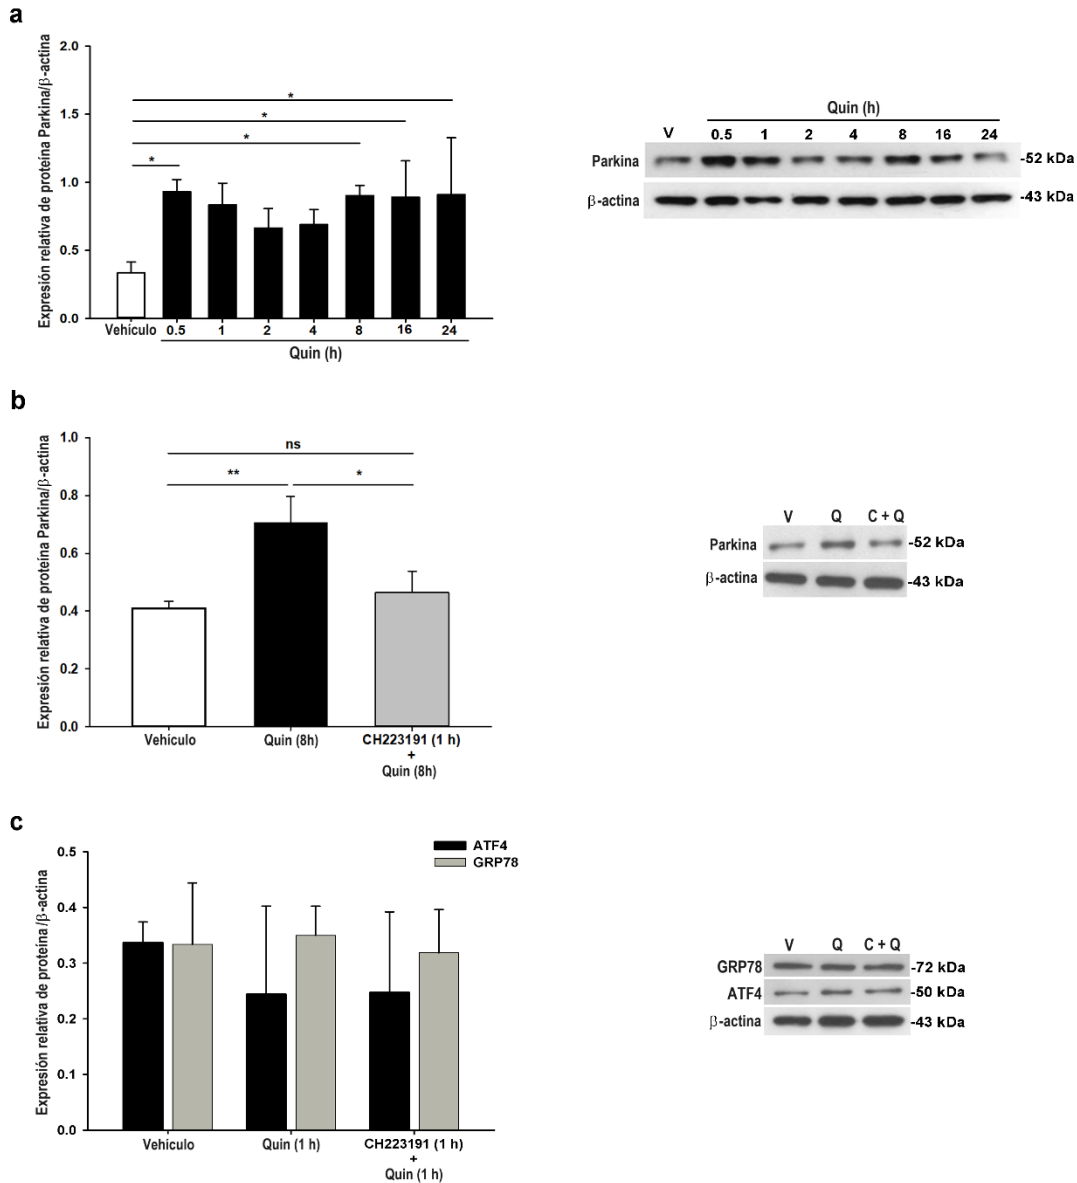 a
Expresión relativa de proteína Parkina/β-actina
2.0
1.5
1.0
0.5
0.0
*
*
*
*
Vehículo 0.5 1 2 4 8 16 24
Quin (h)
Quin (h)
V 0.5 1 2 4 8 16 24
Parkina -52 kDa
β-actina -43 kDa
b
Expresión relativa de proteína Parkina/β-actina
1.0
0.8
0.6
0.4
0.2
0.0
ns
** *
Vehículo Quin (8h) CH223191 (1 h)
+
Quin (8h)
V Q C + Q
Parkina -52 kDa
β-actina -43 kDa
c
Expresión relativa de proteína/β-actina
0.5
0.4
0.3
0.2
0.1
0.0
ATF4
GRP78
Vehículo Quin (1 h) CH223191 (1 h)
+
Quin (1 h)
V Q C + Q
GRP78 -72 kDa
ATF4 -50 kDa
β-actina -43 kDa